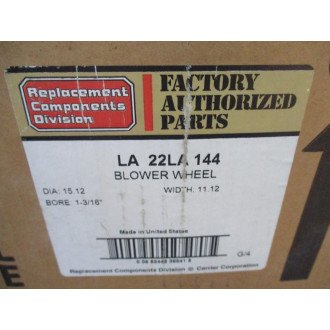 Replacement
Components
Division
FACTORY
AUTHORIZED
PARTS
LA 22LA 144
BLOWER WHEEL
DIA: 15.12
WIDTH: 11.12
BORE: 1-3/16"
Made in United States
G/4
Replacement Components Division © Carrier Corporation